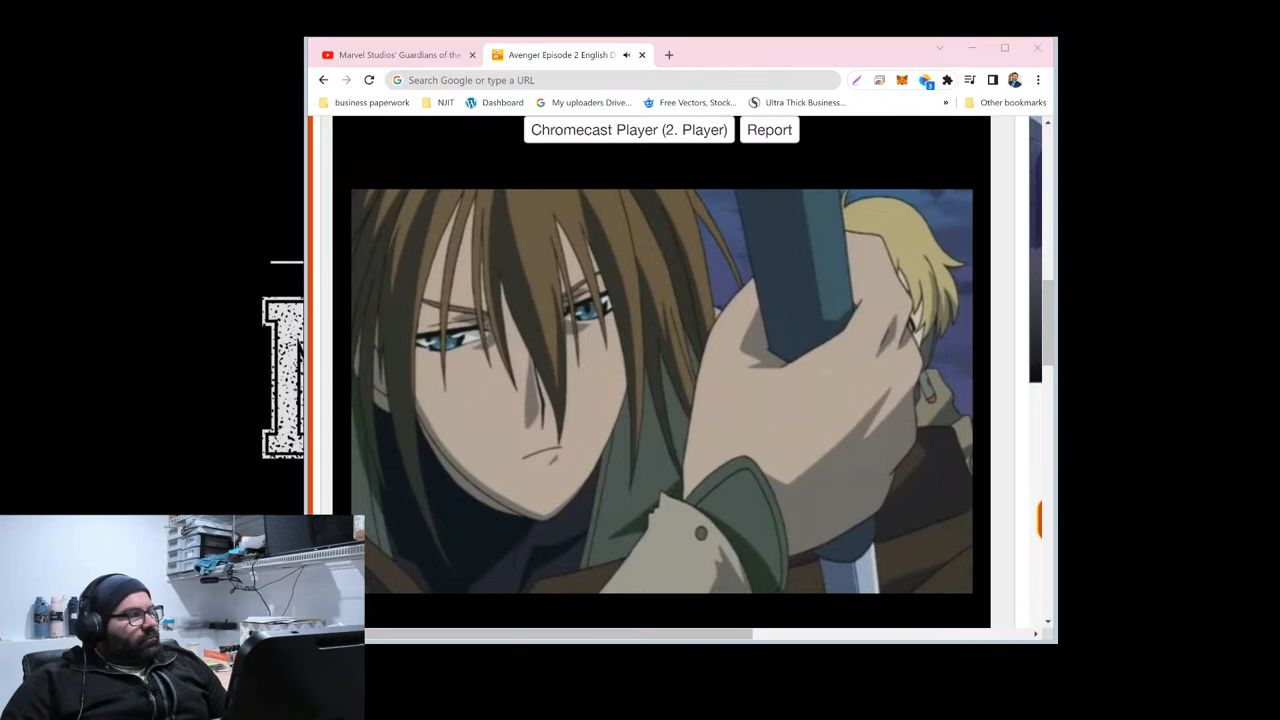 Marvel Studios' Guardians of the
Avenger Episode 2 English D
Search Google or type a URL
3
business paperwork
NJIT
Dashboard
My uploaders Drive...
Free Vectors, Stock...
Ultra Thick Business...
»
Other bookmarks
Chromecast Player (2. Player)
Report